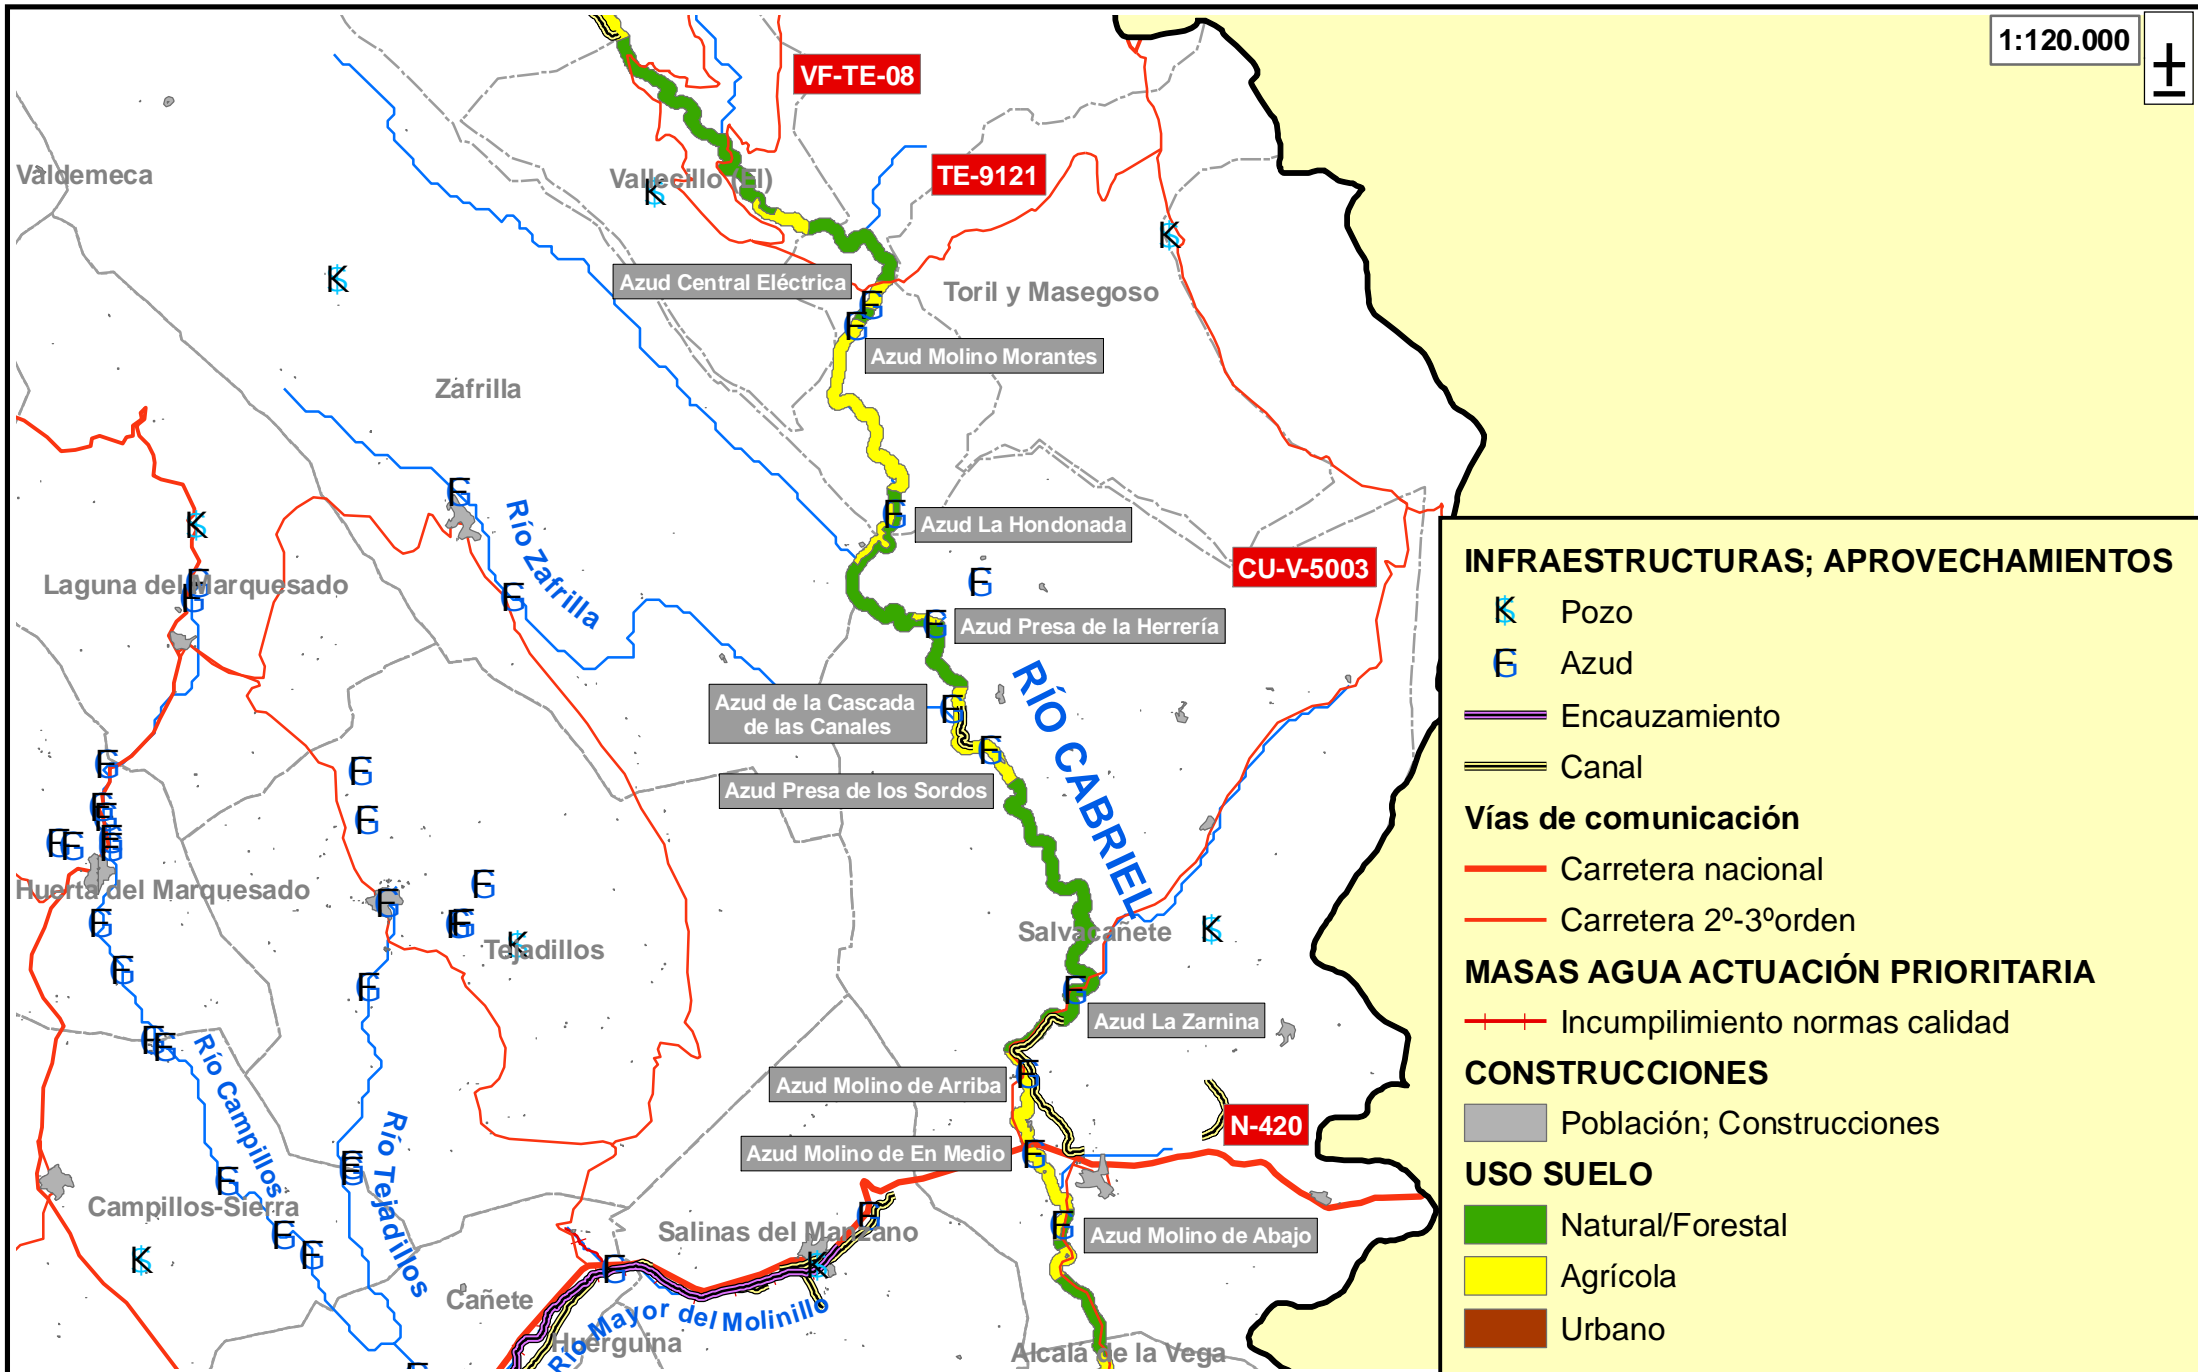 1:120.000
VF-TE-08
Valdemeca
Vallecillo (El)
TE-9121
Azud Central Eléctrica
Toril y Masegoso
Azud Molino Morantes
Zafrilla
Río Zafrilla
Azud La Hondonada
CU-V-5003
Laguna del Marquesado
Azud Presa de la Herrería
RÍO CABRIEL
Azud de la Cascada
de las Canales
Azud Presa de los Sordos
Huerta del Marquesado
Tejadillos
Salvacañete
Azud La Zarnina
Río Campillos
Azud Molino de Arriba
Río Tejadillos
N-420
Azud Molino de En Medio
Campillos-Sierra
Salinas del Manzano
Azud Molino de Abajo
Cañete
Río Mayor del Molinillo
Huerguina
Alcalá de la Vega
INFRAESTRUCTURAS; APROVECHAMIENTOS
Pozo
Azud
Encauzamiento
Canal
Vías de comunicación
Carretera nacional
Carretera 2º-3ºorden
MASAS AGUA ACTUACIÓN PRIORITARIA
Incumpilimiento normas calidad
CONSTRUCCIONES
Población; Construcciones
USO SUELO
Natural/Forestal
Agrícola
Urbano